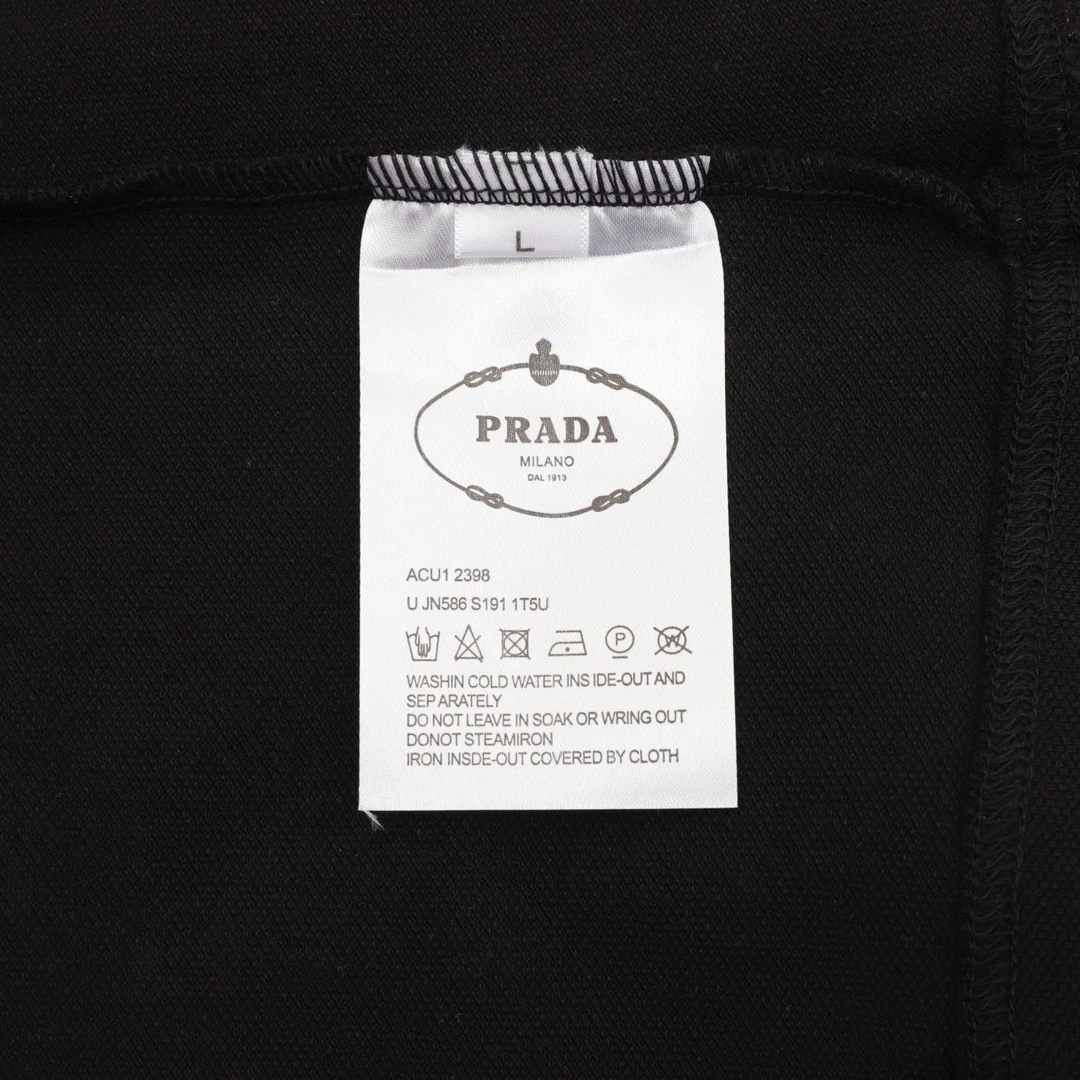 L
PRADA
MILANO
DAL 1913
ACU1 2398
U JN586 S191 1T5U
P
W
WASHIN COLD WATER INS IDE-OUT AND
SEP ARATELY
DO NOT LEAVE IN SOAK OR WRING OUT
DONOT STEAMIRON
IRON INSDE-OUT COVERED BY CLOTH